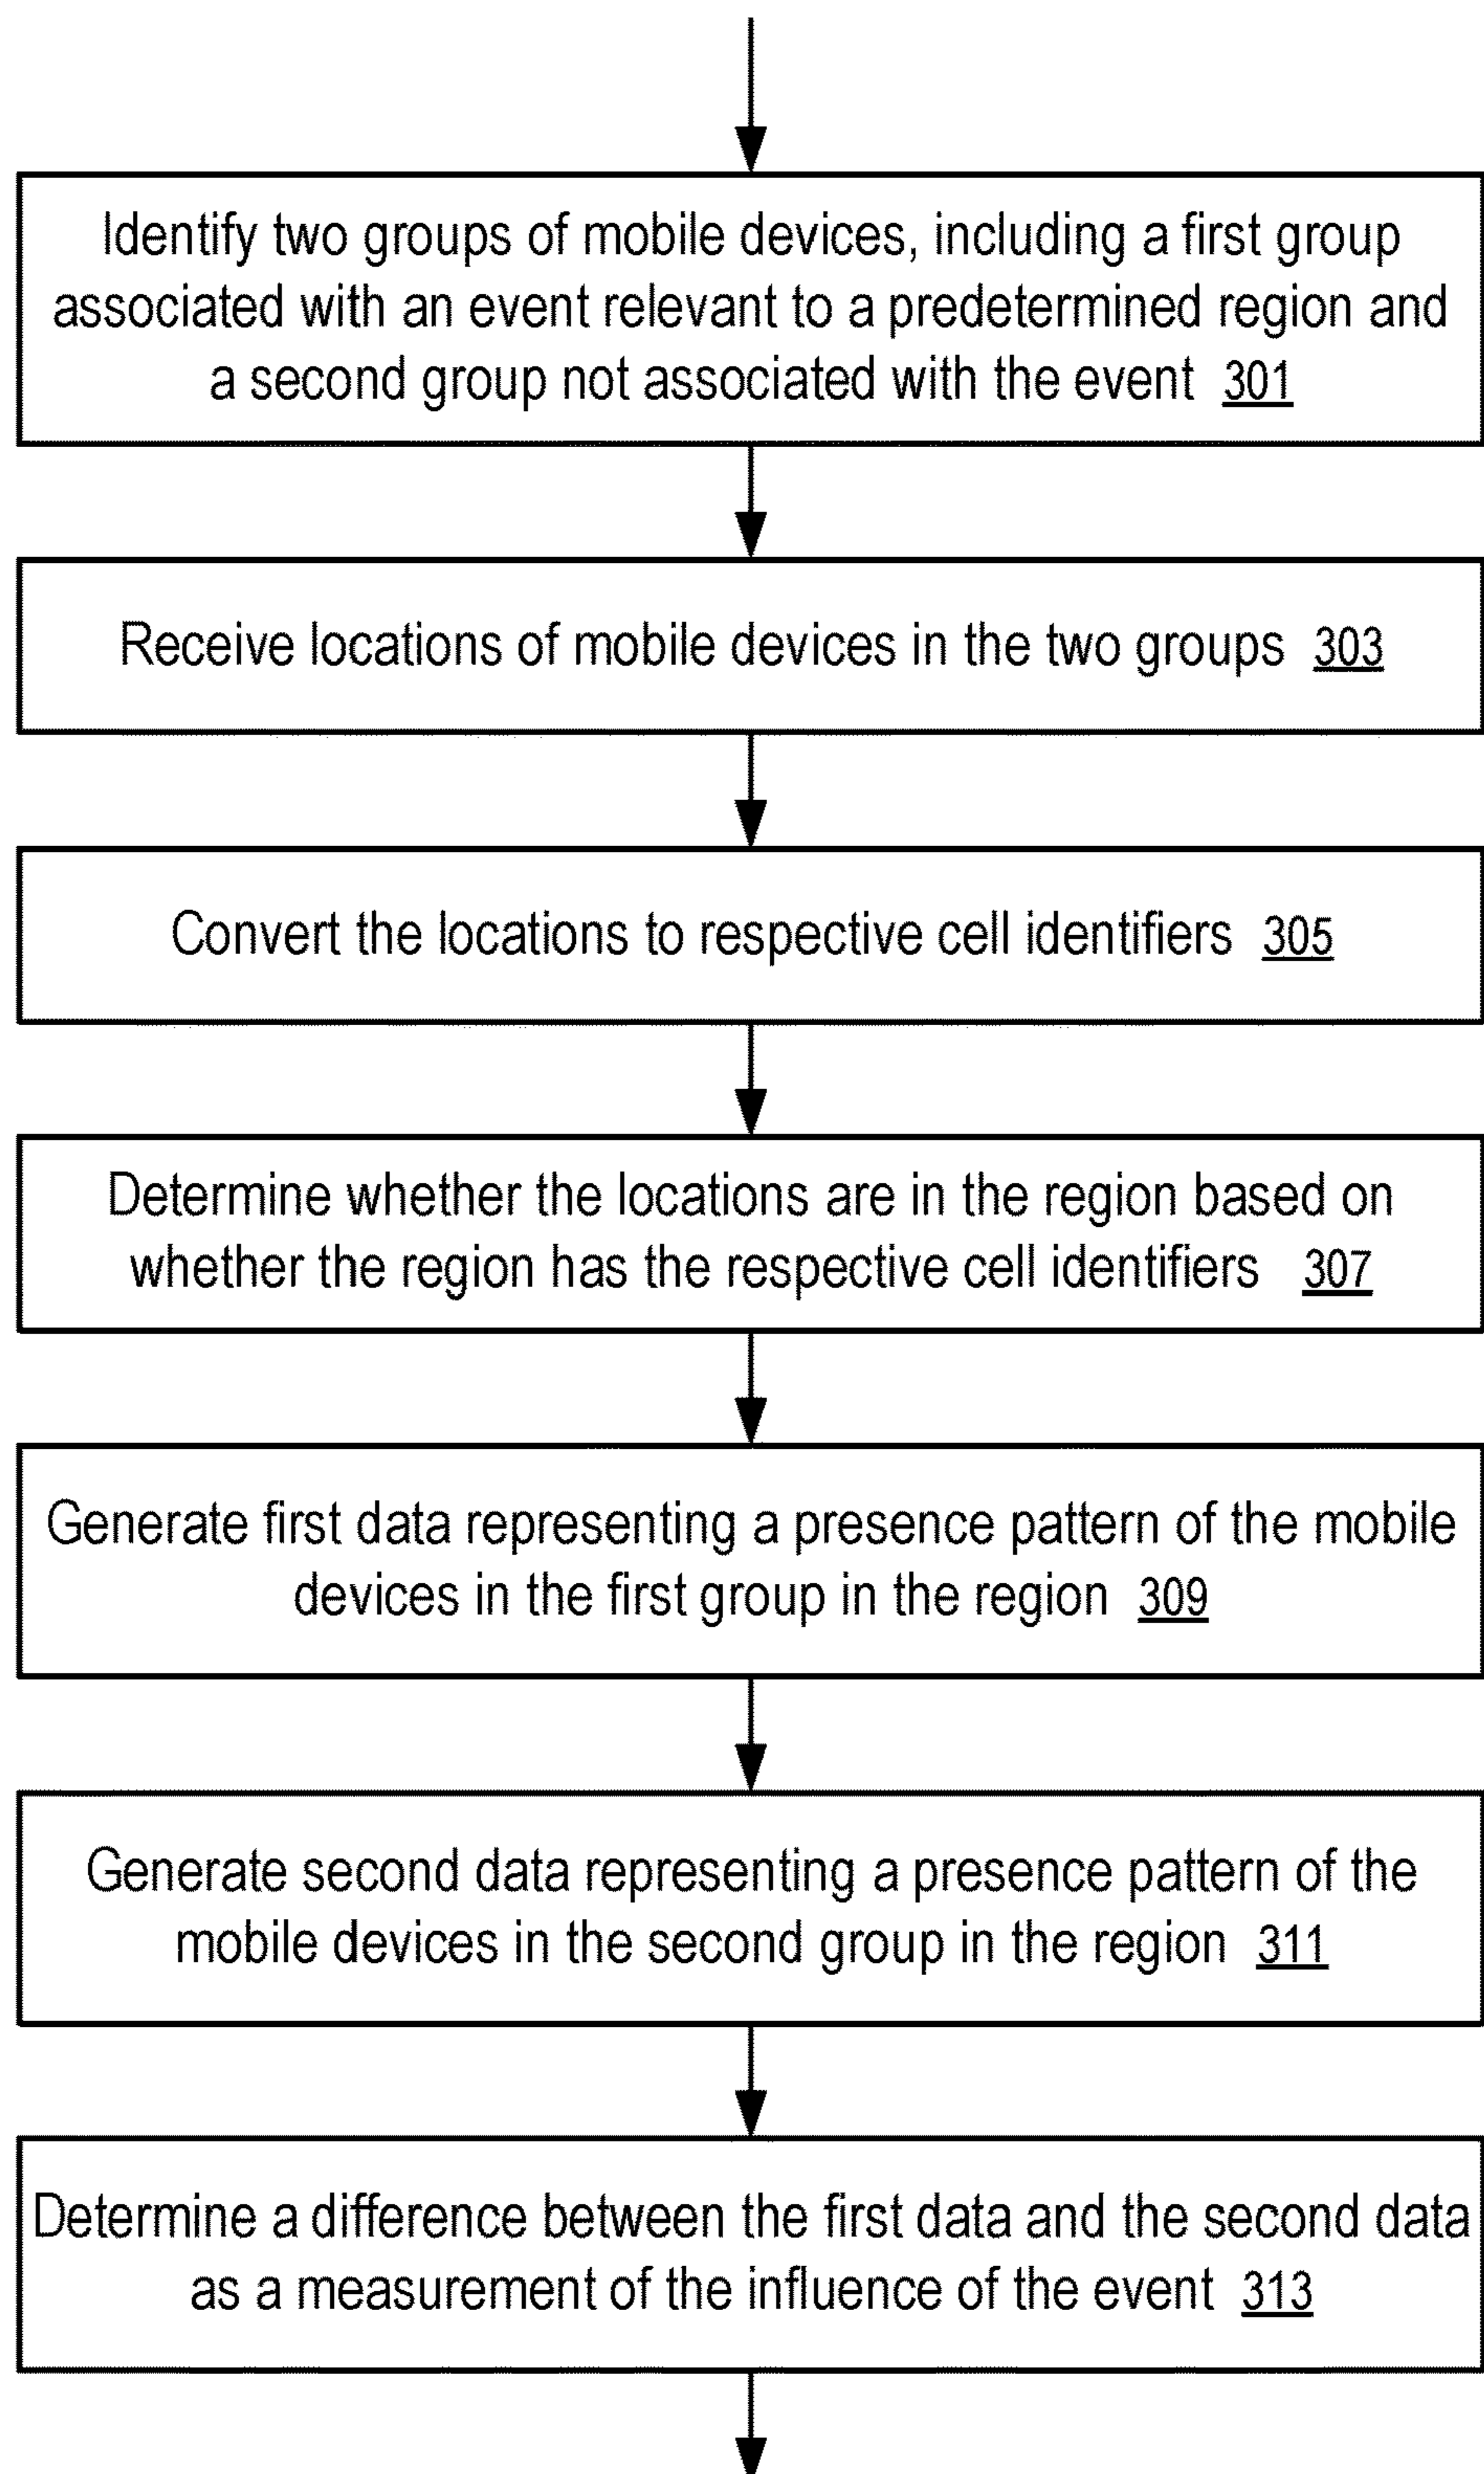 Identify two groups of mobile devices, including a first group
associated with an event relevant to a predetermined region and
a second group not associated with the event 301
Receive locations of mobile devices in the two groups 303
Convert the locations to respective cell identifiers 305
Determine whether the locations are in the region based on
whether the region has the respective cell identifiers 307
Generate first data representing a presence pattern of the mobile
devices in the first group in the region 309
Generate second data representing a presence pattern of the
mobile devices in the second group in the region 311
Determine a difference between the first data and the second data
as a measurement of the influence of the event 313